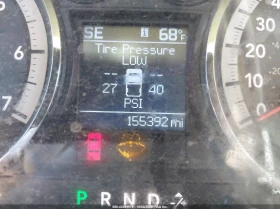 SE 68°F
Tire Pressure
LOW
-- --
27 40
PSI
155392 mi
P R N D